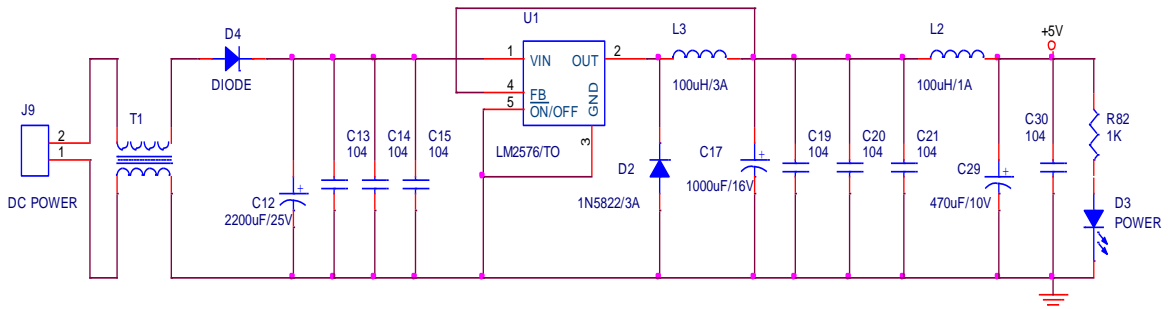 J9
2
1
DC POWER
T1
D4
DIODE
C12
2200uF/25V
C13
104
C14
104
C15
104
U1
1
VIN
OUT
2
4
FB
5
ON/OFF
GND
3
LM2576/TO
D2
1N5822/3A
L3
100uH/3A
C17
1000uF/16V
C19
104
C20
104
C21
104
L2
100uH/1A
C29
470uF/10V
+5V
C30
104
R82
1K
D3
POWER
+
+
+